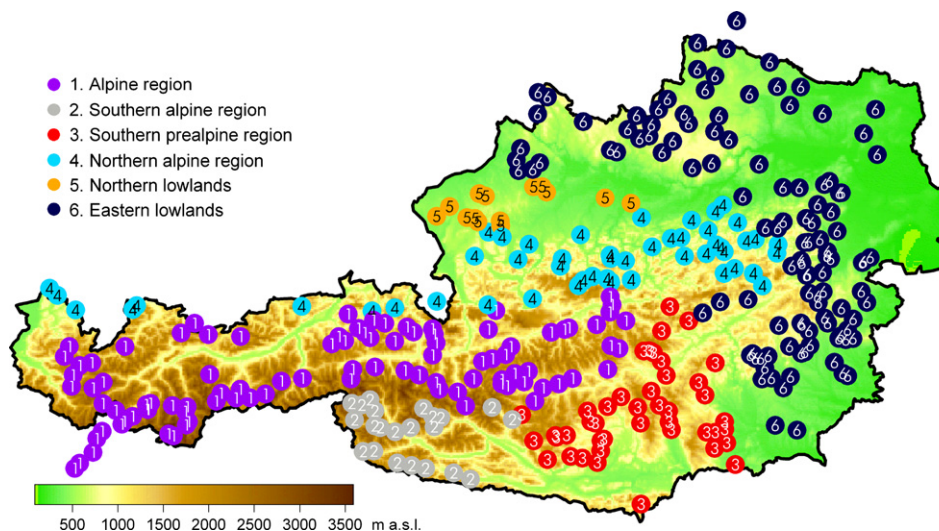 1. Alpine region
2. Southern alpine region
3. Southern prealpine region
4. Northern alpine region
5. Northern lowlands
6. Eastern lowlands
500 1000 1500 2000 2500 3000 3500 m a.s.l.